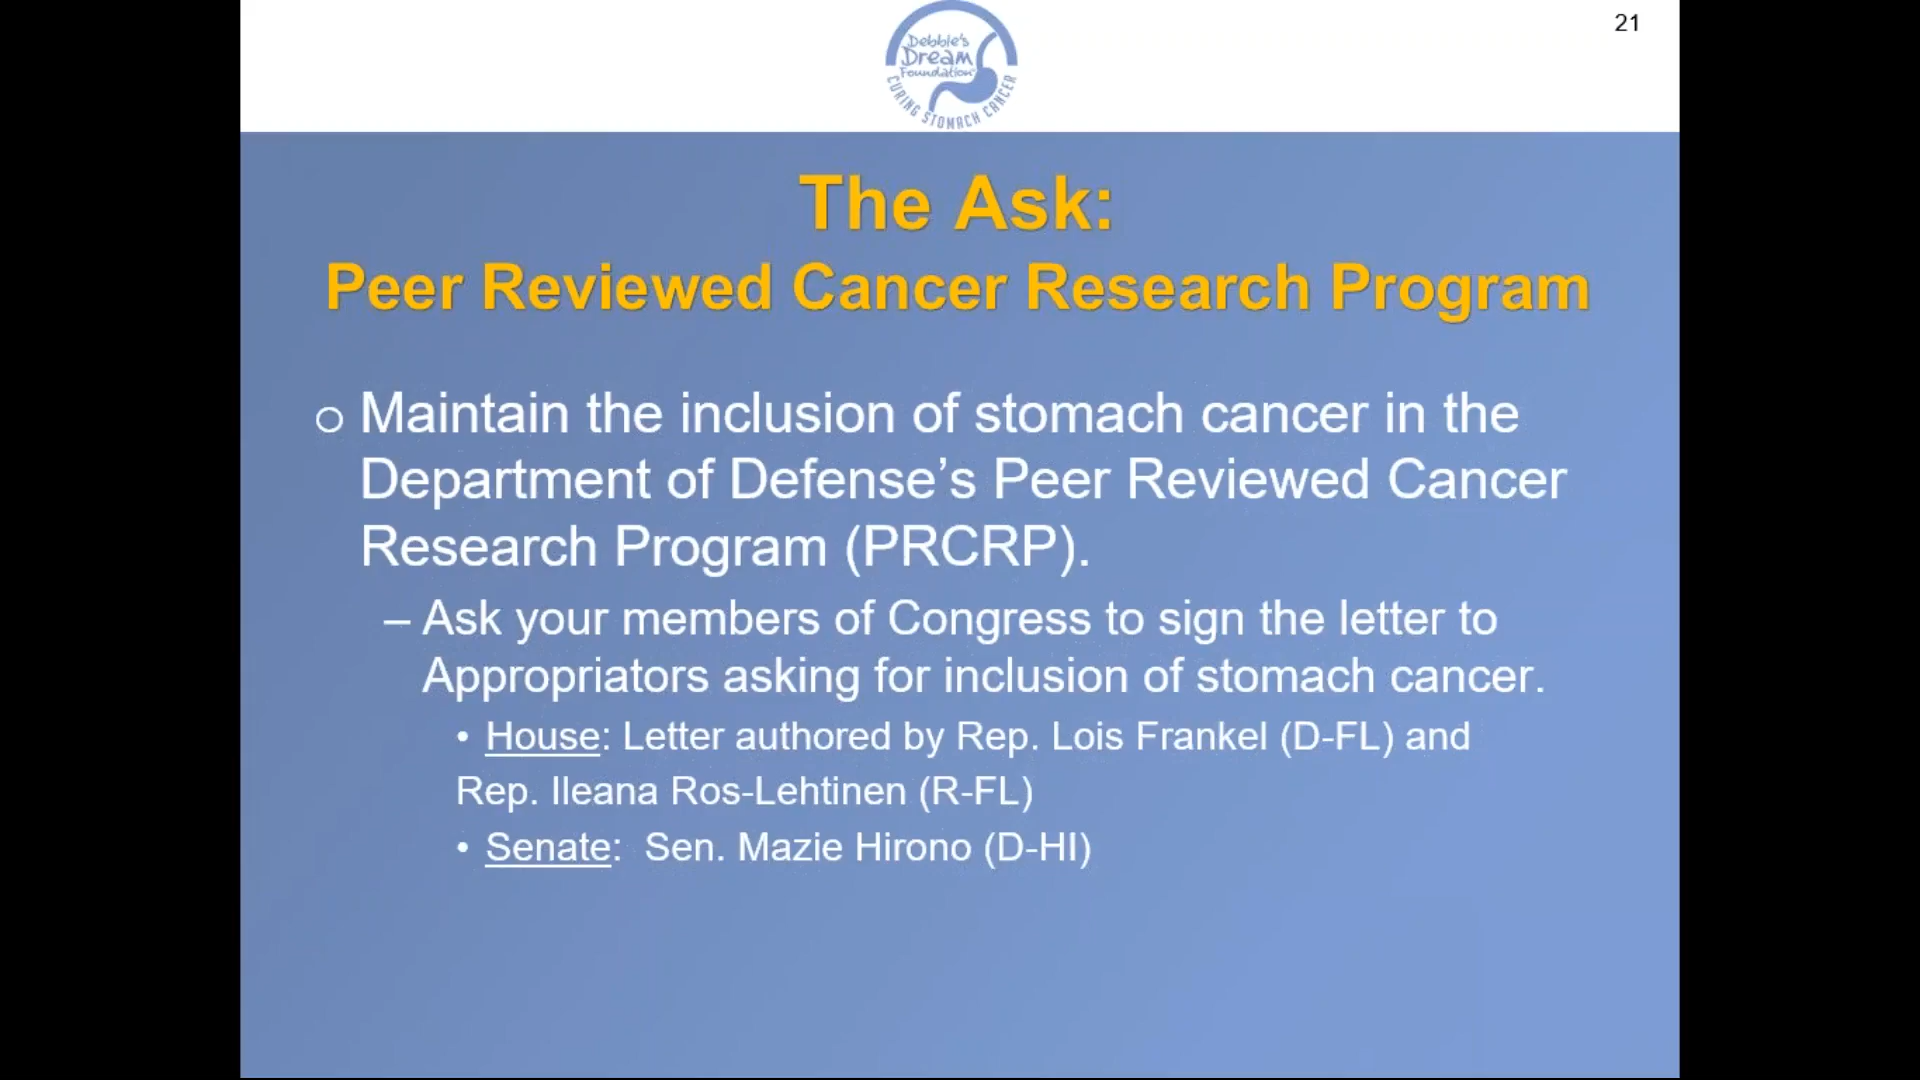 21
Debbie's
Dream
Foundation
CURING STOMACH CANCER
The Ask:
Peer Reviewed Cancer Research Program
o Maintain the inclusion of stomach cancer in the
Department of Defense’s Peer Reviewed Cancer
Research Program (PRCRP).
– Ask your members of Congress to sign the letter to
Appropriators asking for inclusion of stomach cancer.
• House: Letter authored by Rep. Lois Frankel (D-FL) and
Rep. Ileana Ros-Lehtinen (R-FL)
• Senate: Sen. Mazie Hirono (D-HI)